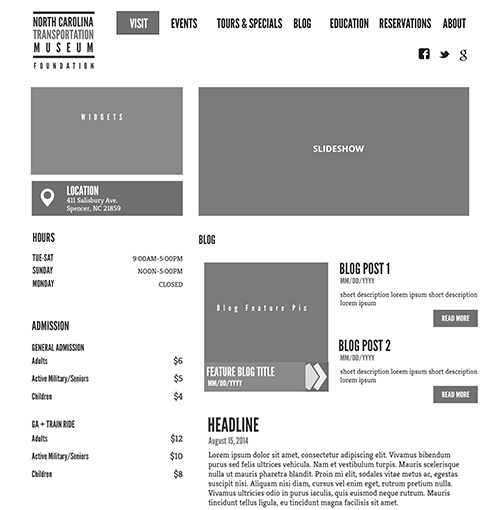 NORTH CAROLINA
TRANSPORTATION
MUSEUM
FOUNDATION
VISIT EVENTS TOURS & SPECIALS BLOG EDUCATION RESERVATIONS ABOUT
WIDGETS
SLIDESHOW
LOCATION
411 Salisbury Ave.
Spencer, NC 21859
HOURS
TUE-SAT 9:00AM-5:00PM
SUNDAY NOON-5:00PM
MONDAY CLOSED
ADMISSION
GENERAL ADMISSION
Adults $6
Active Military/Seniors $5
Children $4
GA + TRAIN RIDE
Adults $12
Active Military/Seniors $10
Children $8
BLOG
Blog Feature Pic
FEATURE BLOG TITLE
MM/DD/YYYY
BLOG POST 1
MM/DD/YYYY
short description lorem ipsum short description
lorem ipsum
READ MORE
BLOG POST 2
MM/DD/YYYY
short description lorem ipsum short description
lorem ipsum
READ MORE
HEADLINE
August 15, 2014
Lorem ipsum dolor sit amet, consectetur adipiscing elit. Vivamus bibendum
purus sed felis ultrices vehicula. Nam et vestibulum turpis. Mauris scelerisque
nulla ut mauris pharetra blandit. Proin mi elit, sodales vitae metus ac, egestas
suscipit nisi. Aliquam nisi diam, cursus vel enim eget, rutrum pretium nulla.
Vivamus ultricies odio in purus iaculis, quis euismod neque rutrum. Mauris
tincidunt tellus ligula, eu tincidunt magna facilisis sit amet.